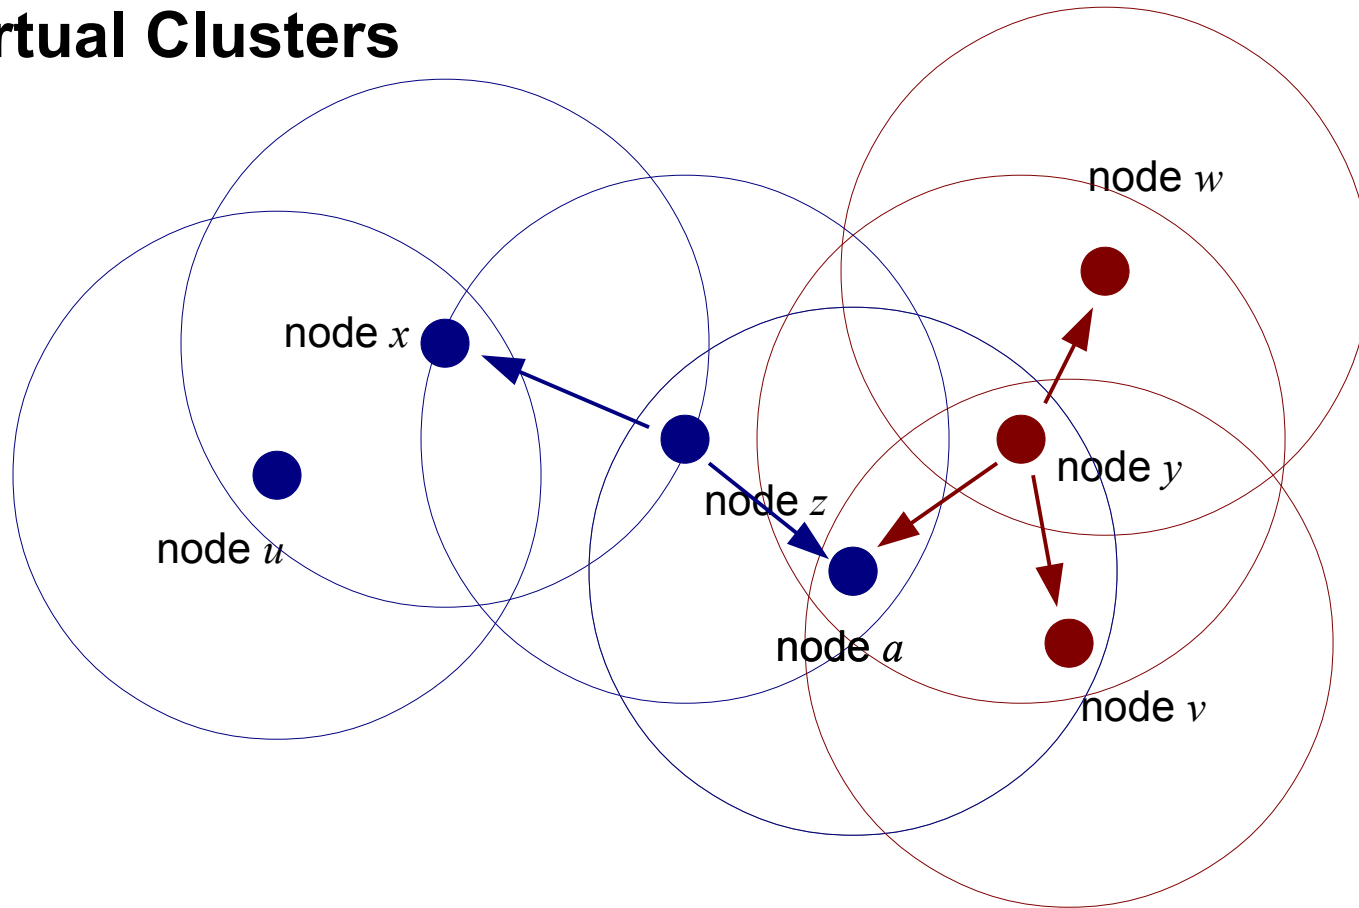 rtual Clusters
node w
node x
node y
node z
node u
node a
node v